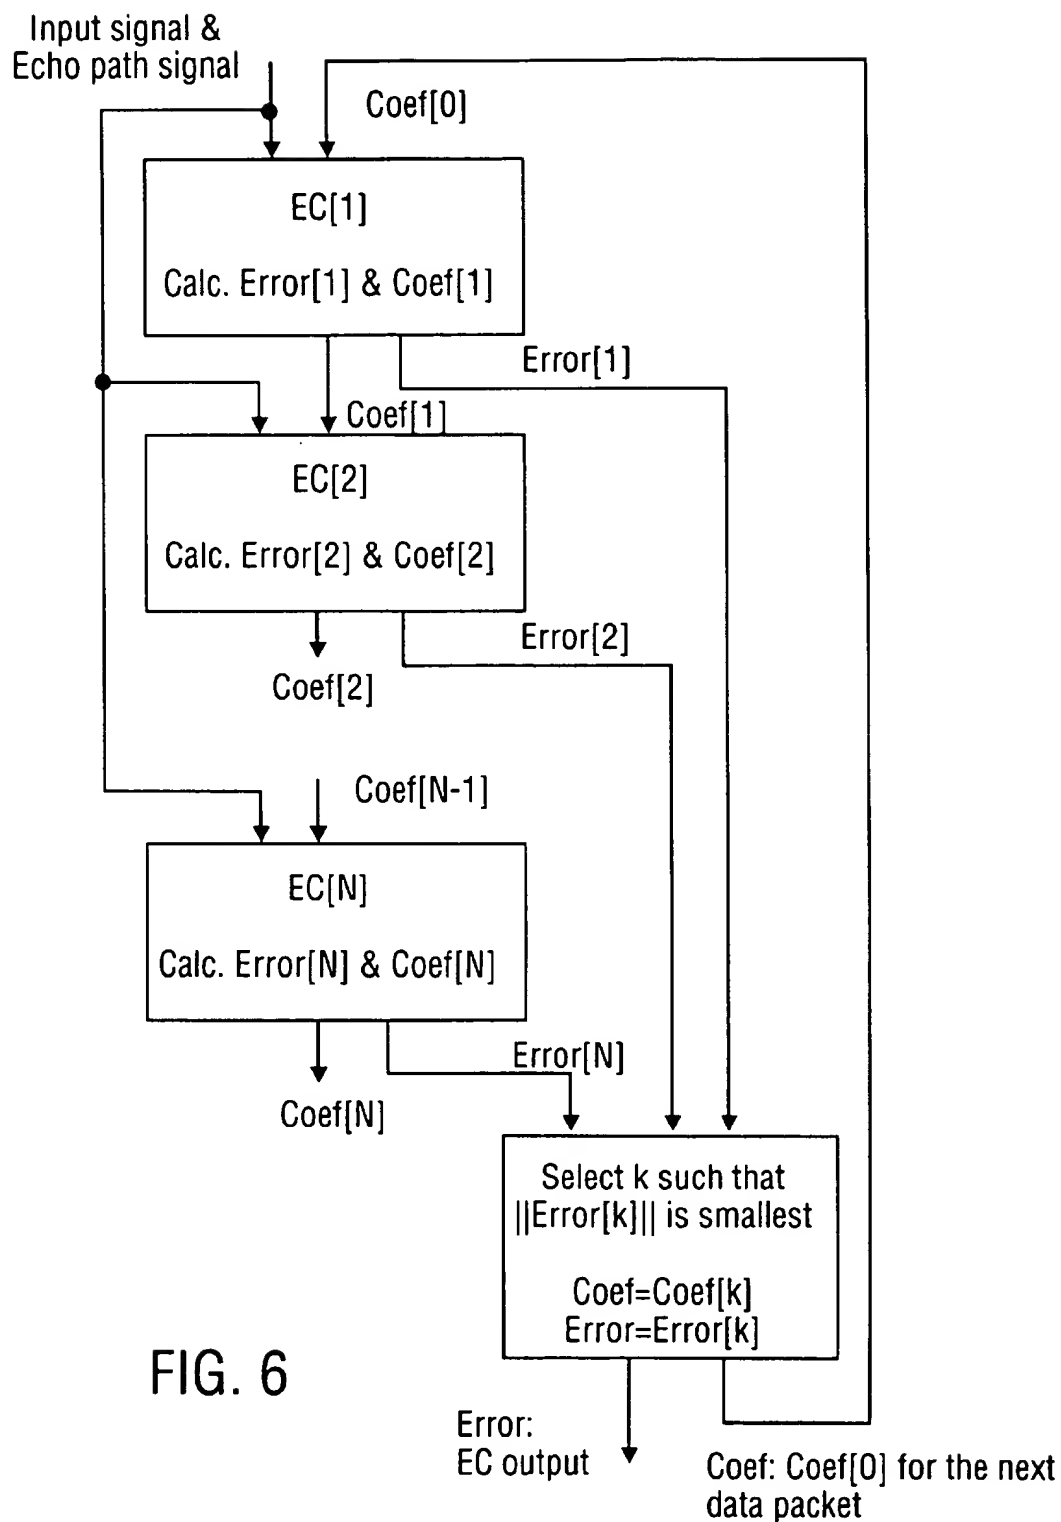 Input signal &
Echo path signal
Coef[0]
EC[1]
Calc. Error[1] & Coef[1]
Error[1]
Coef[1]
EC[2]
Calc. Error[2] & Coef[2]
Error[2]
Coef[2]
Coef[N-1]
EC[N]
Calc. Error[N] & Coef[N]
Error[N]
Coef[N]
Select k such that
||Error[k]|| is smallest
Coef=Coef[k]
Error=Error[k]
FIG. 6
Error:
EC output
Coef: Coef[0] for the next
data packet